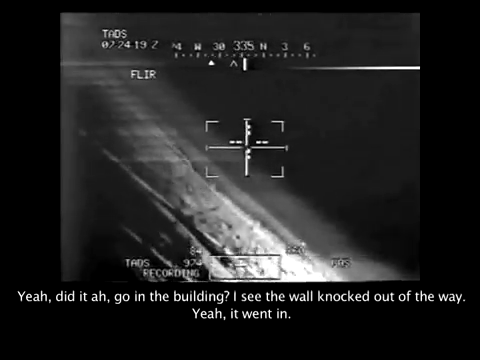 TADS
02:24:19 Z
W 30 335 N 3 6
FLIR
TADS 974
RECORDING
Yeah, did it ah, go in the building? I see the wall knocked out of the way.
Yeah, it went in.